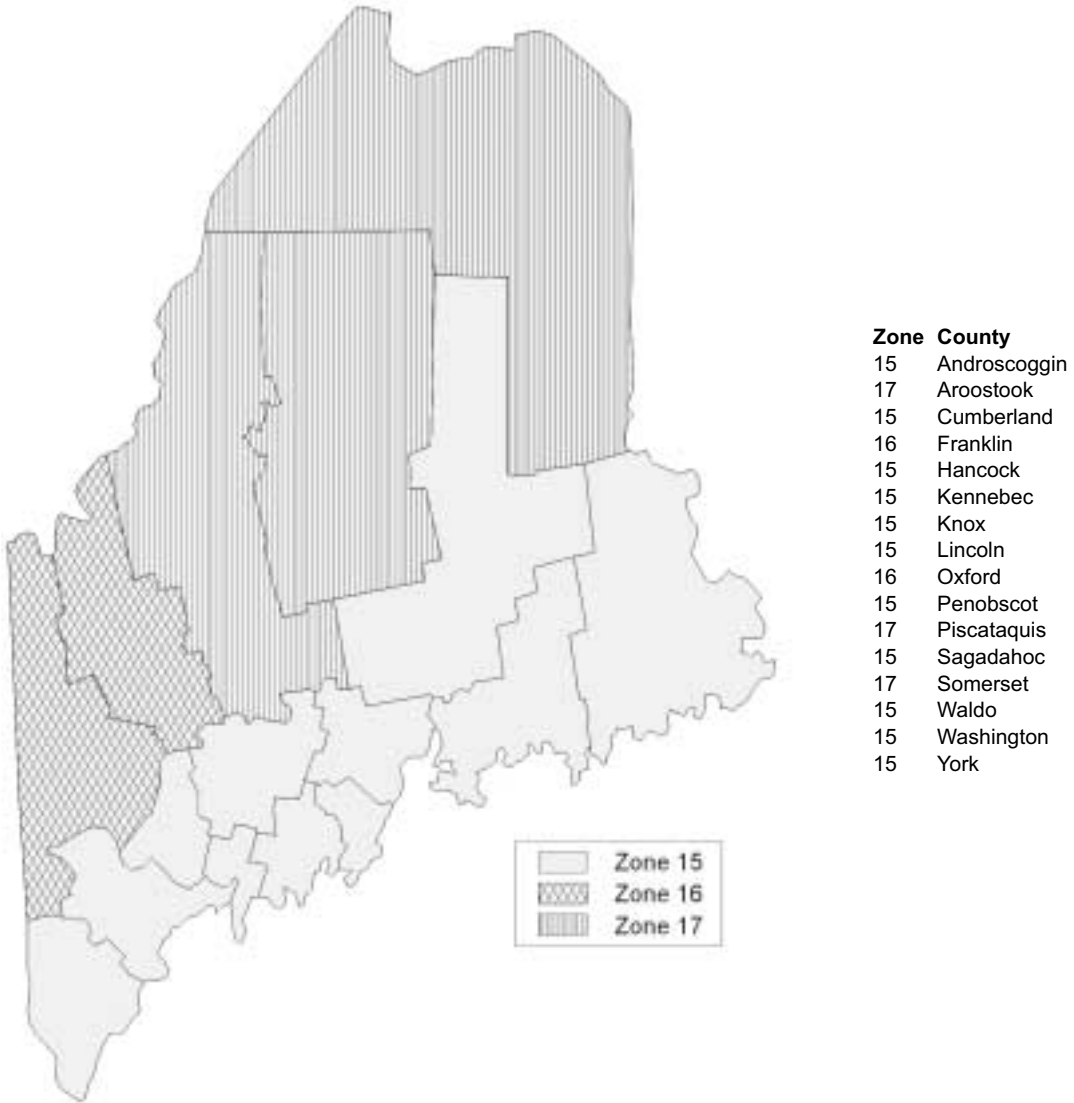 Zone County
15 Androscoggin
17 Aroostook
15 Cumberland
16 Franklin
15 Hancock
15 Kennebec
15 Knox
15 Lincoln
16 Oxford
15 Penobscot
17 Piscataquis
15 Sagadahoc
17 Somerset
15 Waldo
15 Washington
15 York
Zone 15
Zone 16
Zone 17